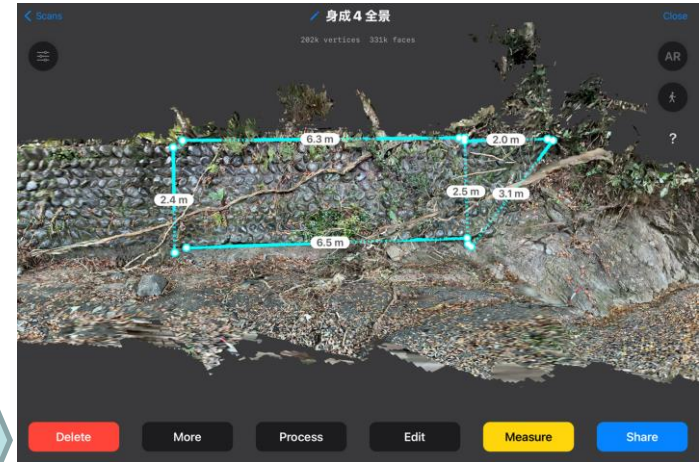 Scans
身成4全景
Close
202k vertices 331k faces
AR
?
6.3 m
2.0 m
2.4 m
2.5 m
3.1 m
6.5 m
Delete
More
Process
Edit
Measure
Share